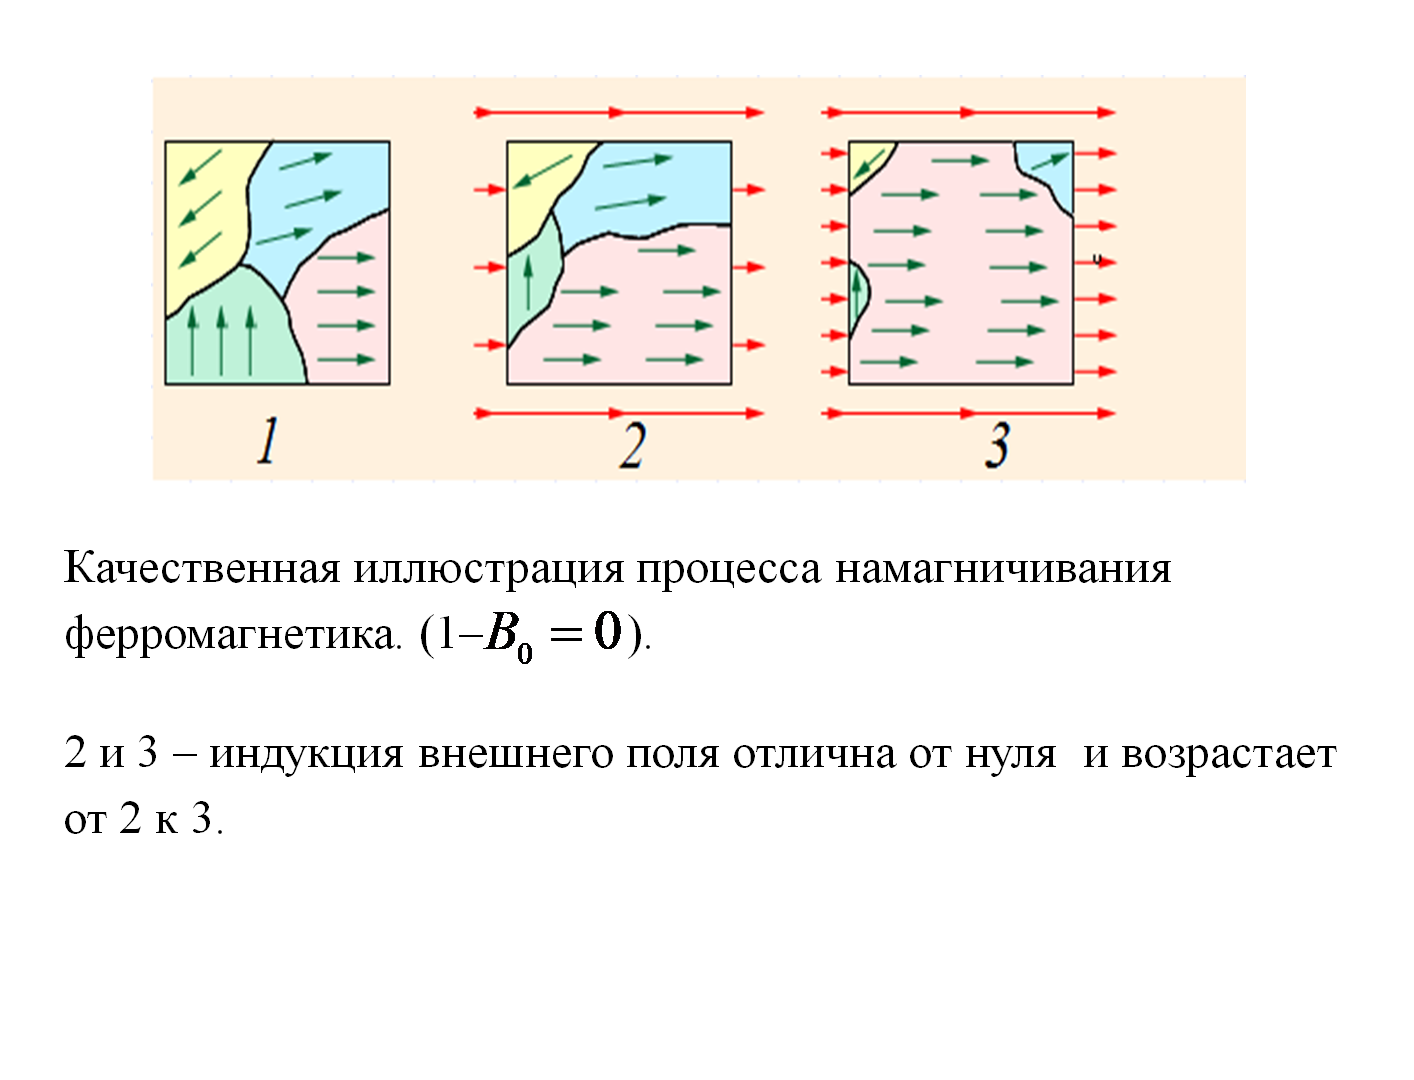 1 2 3
Качественная иллюстрация процесса намагничивания
ферромагнетика. (1–B₀ = 0).
2 и 3 – индукция внешнего поля отлична от нуля и возрастает
от 2 к 3.